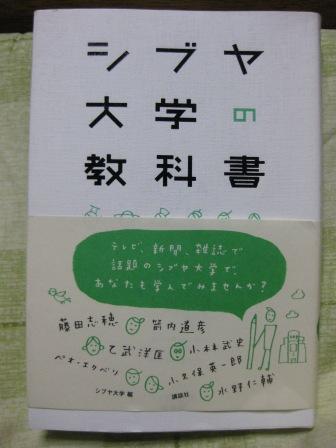 シブヤ
大学の
教科書
テレビ、新聞、雑誌で
話題のシブヤ大学で、
あなたも学んでみませんか?
藤田志穂 箭内道彦
乙武洋匡 小林武史
ペオ・エクベリ 小久保英一郎
水野仁輔
シブヤ大学 編 講談社